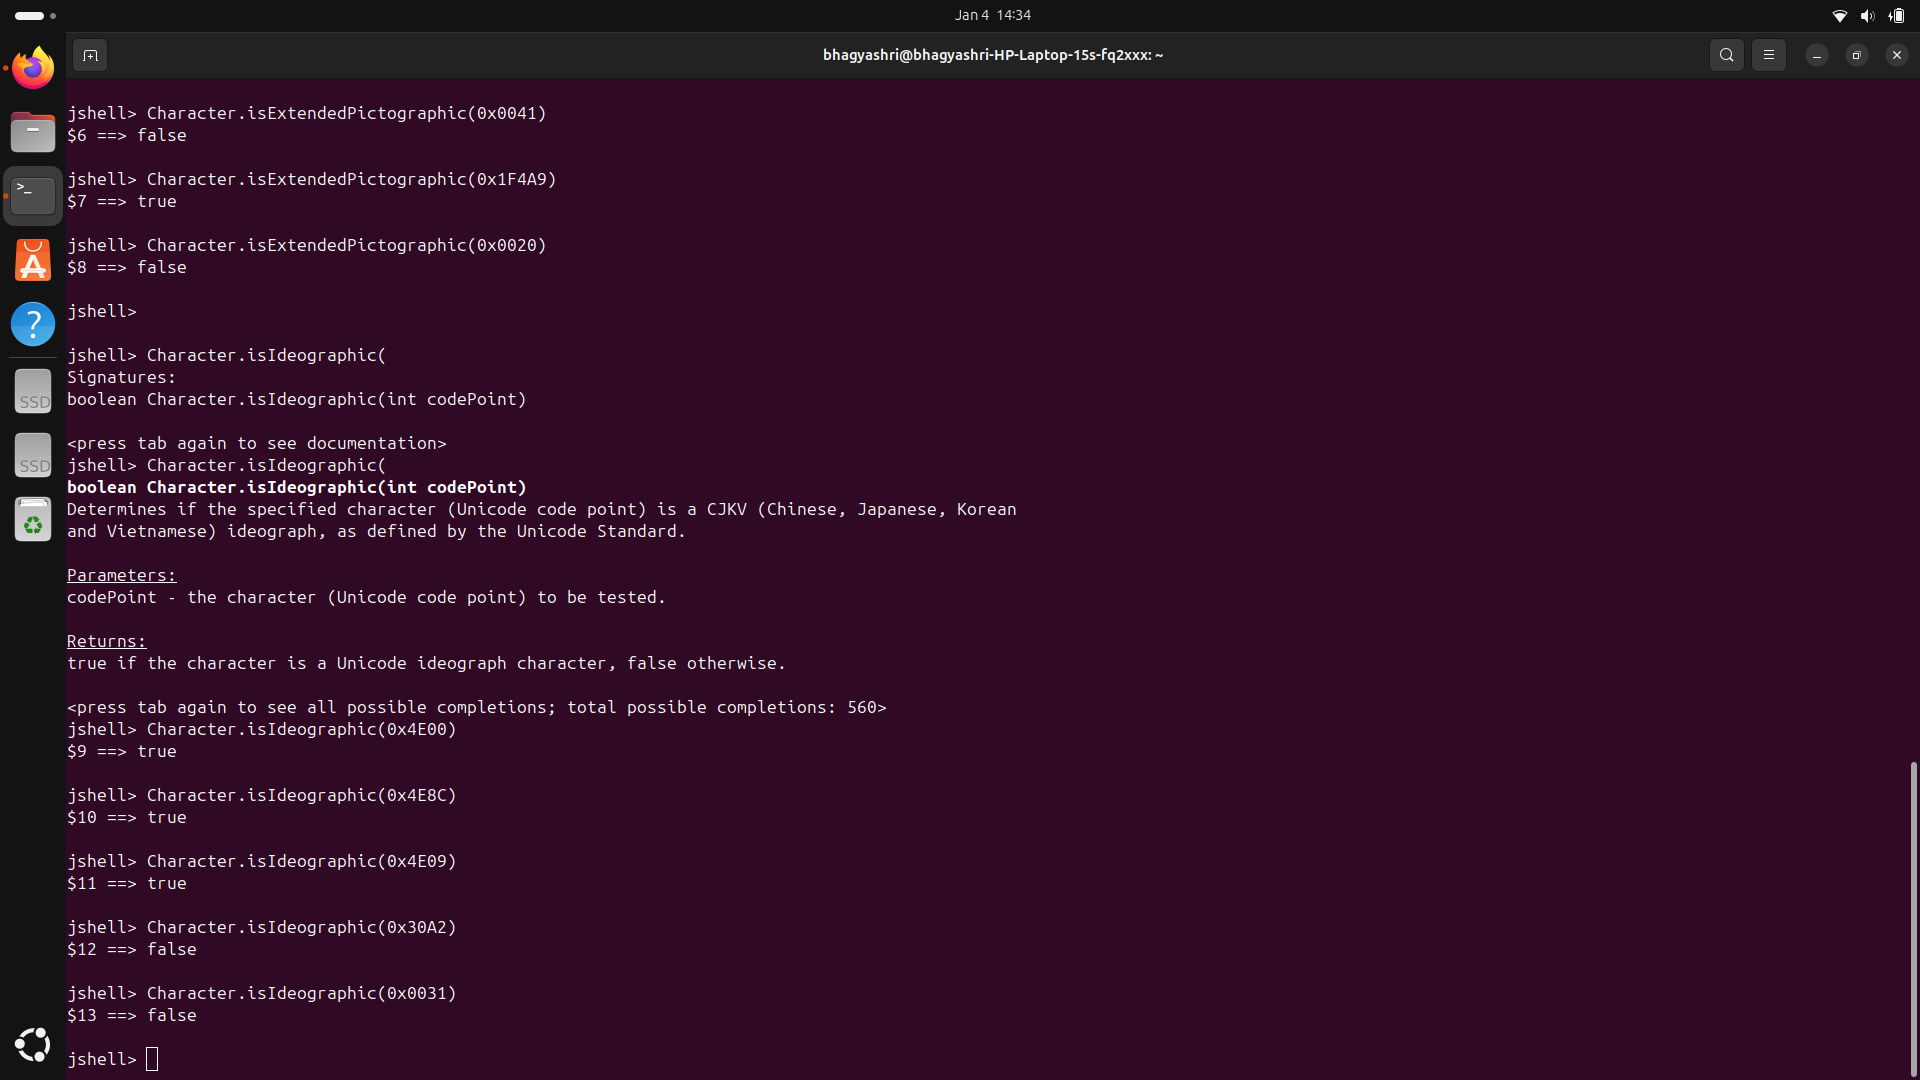 Jan 4 14:34
bhagyashri@bhagyashri-HP-Laptop-15s-fq2xxx: ~
jshell> Character.isExtendedPictographic(0x0041)
$6 ==> false
jshell> Character.isExtendedPictographic(0x1F4A9)
$7 ==> true
jshell> Character.isExtendedPictographic(0x0020)
$8 ==> false
jshell>
jshell> Character.isIdeographic(
Signatures:
boolean Character.isIdeographic(int codePoint)
<press tab again to see documentation>
jshell> Character.isIdeographic(
boolean Character.isIdeographic(int codePoint)
Determines if the specified character (Unicode code point) is a CJKV (Chinese, Japanese, Korean
and Vietnamese) ideograph, as defined by the Unicode Standard.
Parameters:
codePoint - the character (Unicode code point) to be tested.
Returns:
true if the character is a Unicode ideograph character, false otherwise.
<press tab again to see all possible completions; total possible completions: 560>
jshell> Character.isIdeographic(0x4E00)
$9 ==> true
jshell> Character.isIdeographic(0x4E8C)
$10 ==> true
jshell> Character.isIdeographic(0x4E09)
$11 ==> true
jshell> Character.isIdeographic(0x30A2)
$12 ==> false
jshell> Character.isIdeographic(0x0031)
$13 ==> false
jshell>
>_
?
SSD
SSD